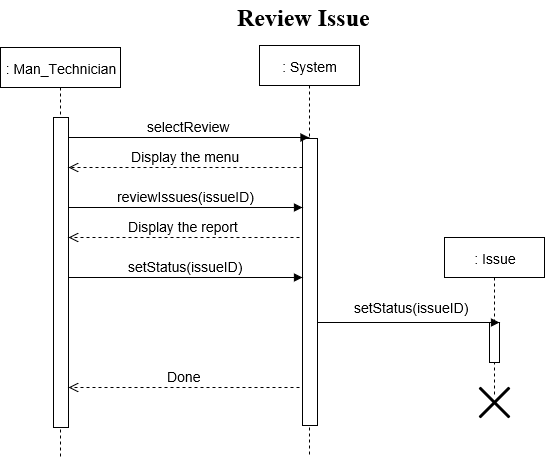 Review Issue
: Man_Technician
: System
selectReview
Display the menu
reviewIssues(issueID)
Display the report
: Issue
setStatus(issueID)
setStatus(issueID)
Done